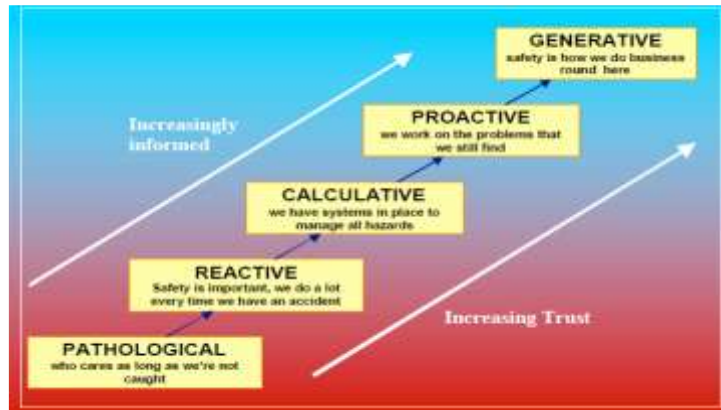 GENERATIVE
safety is how we do business
round here
PROACTIVE
we work on the problems that
we still find
Increasingly
informed
CALCULATIVE
we have systems in place to
manage all hazards
REACTIVE
Safety is important, we do a lot
every time we have an accident
Increasing Trust
PATHOLOGICAL
who cares as long as we're not
caught